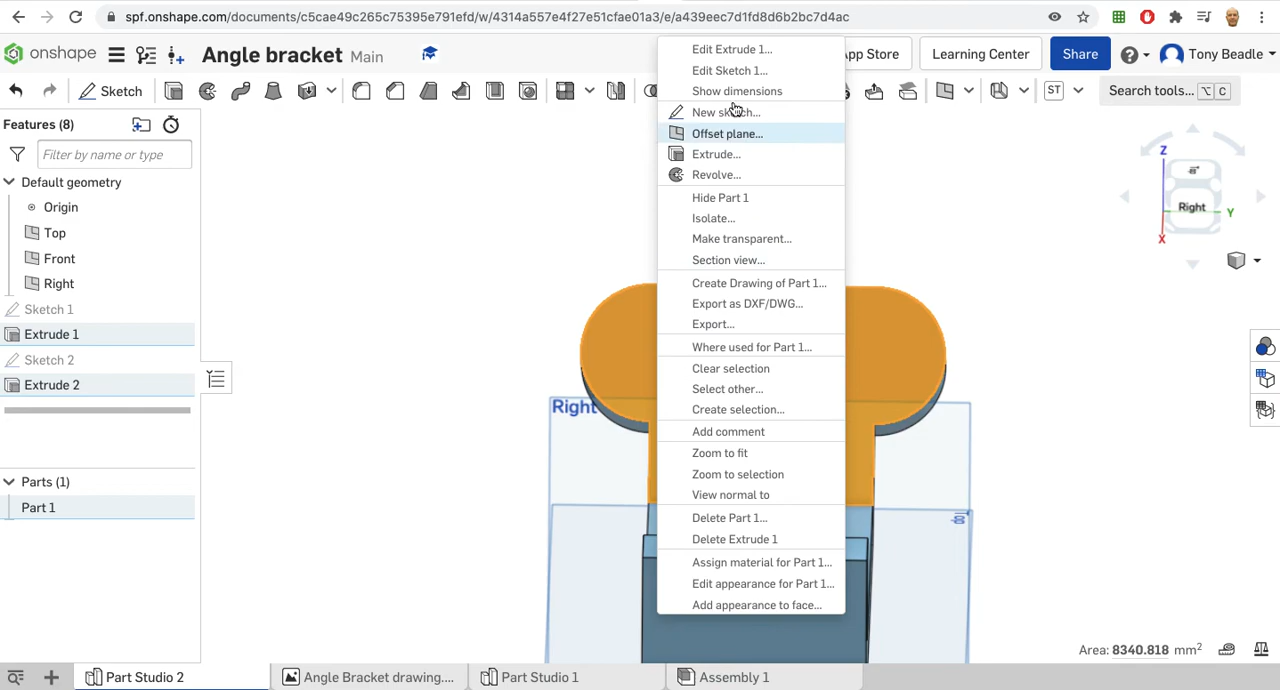 spf.onshape.com/documents/c5cae49c265c75395e791efd/w/4314a557e4f27e51cfae01a3/e/a439eec7d1fd8d6b2bc7d4ac
onshape
Angle bracket Main
App Store
Learning Center
Share
Tony Beadle
Sketch
ST
Search tools... ⌥ C
Features (8)
Filter by name or type
Default geometry
Origin
Top
Front
Right
Sketch 1
Extrude 1
Sketch 2
Extrude 2
Parts (1)
Part 1
Edit Extrude 1...
Edit Sketch 1...
Show dimensions
New sketch...
Offset plane...
Extrude...
Revolve...
Hide Part 1
Isolate...
Make transparent...
Section view...
Create Drawing of Part 1...
Export as DXF/DWG...
Export...
Where used for Part 1...
Clear selection
Select other...
Create selection...
Add comment
Zoom to fit
Zoom to selection
View normal to
Delete Part 1...
Delete Extrude 1
Assign material for Part 1...
Edit appearance for Part 1...
Add appearance to face...
Right
Top
Z
Right
Y
X
Area: 8340.818 mm²
Part Studio 2
Angle Bracket drawing....
Part Studio 1
Assembly 1